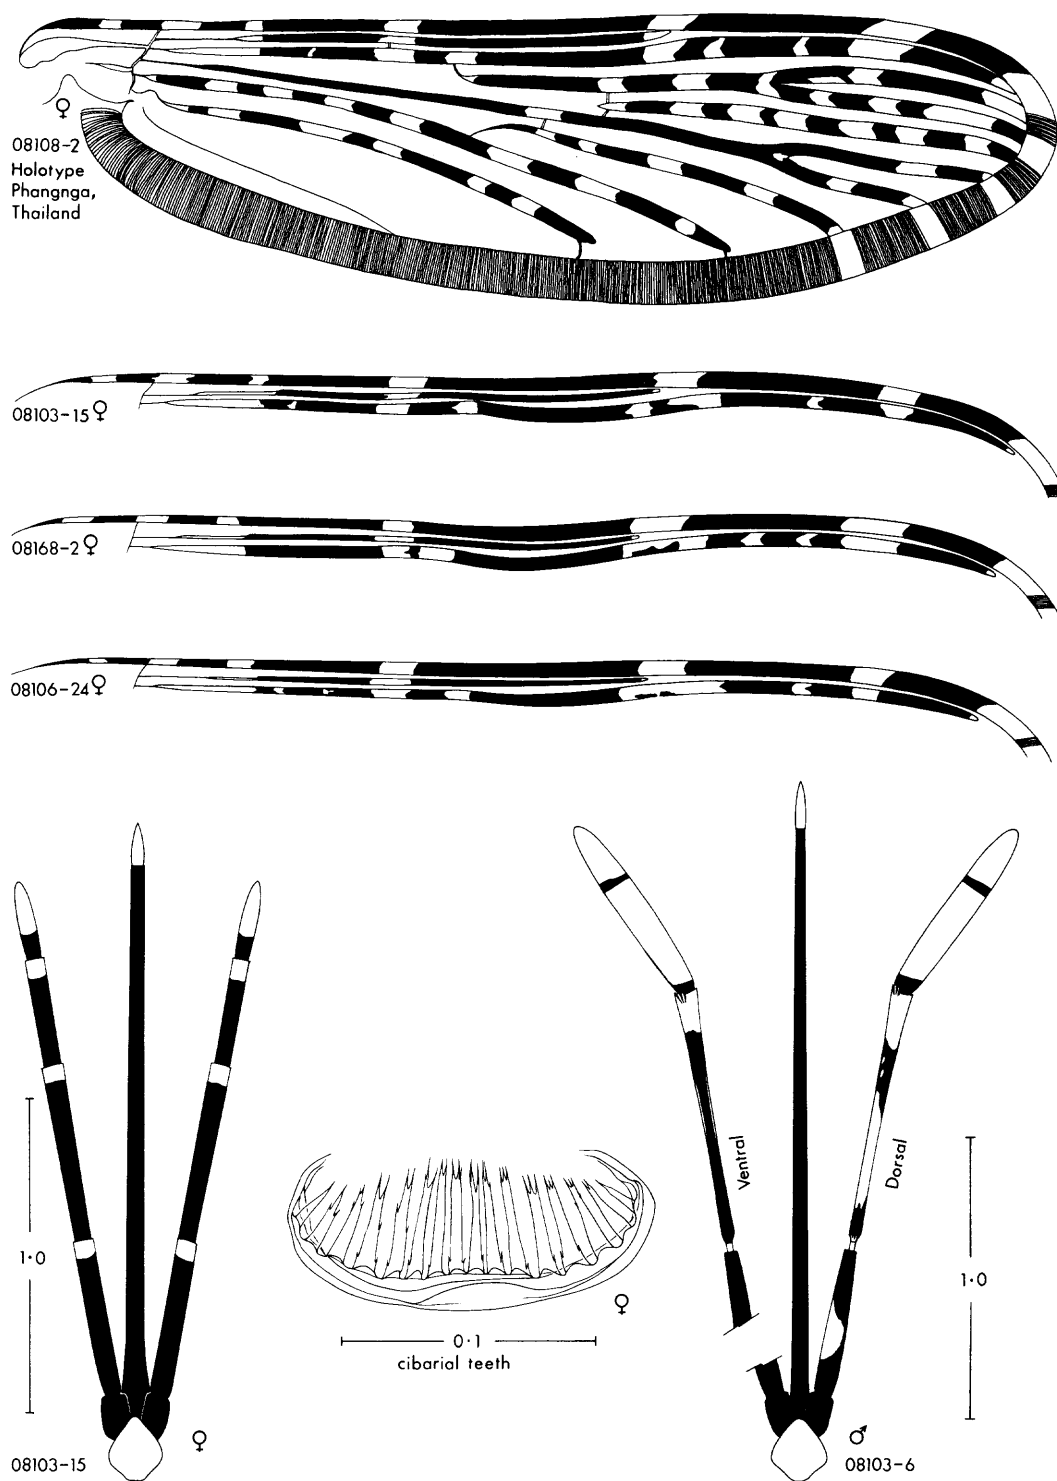 ♀
08108-2
Holotype
Phangnga,
Thailand
08103-15 ♀
08168-2 ♀
08106-24 ♀
Ventral
Dorsal
1·0
1·0
♀
0·1
cibarial teeth
♀
08103-15
♂
08103-6